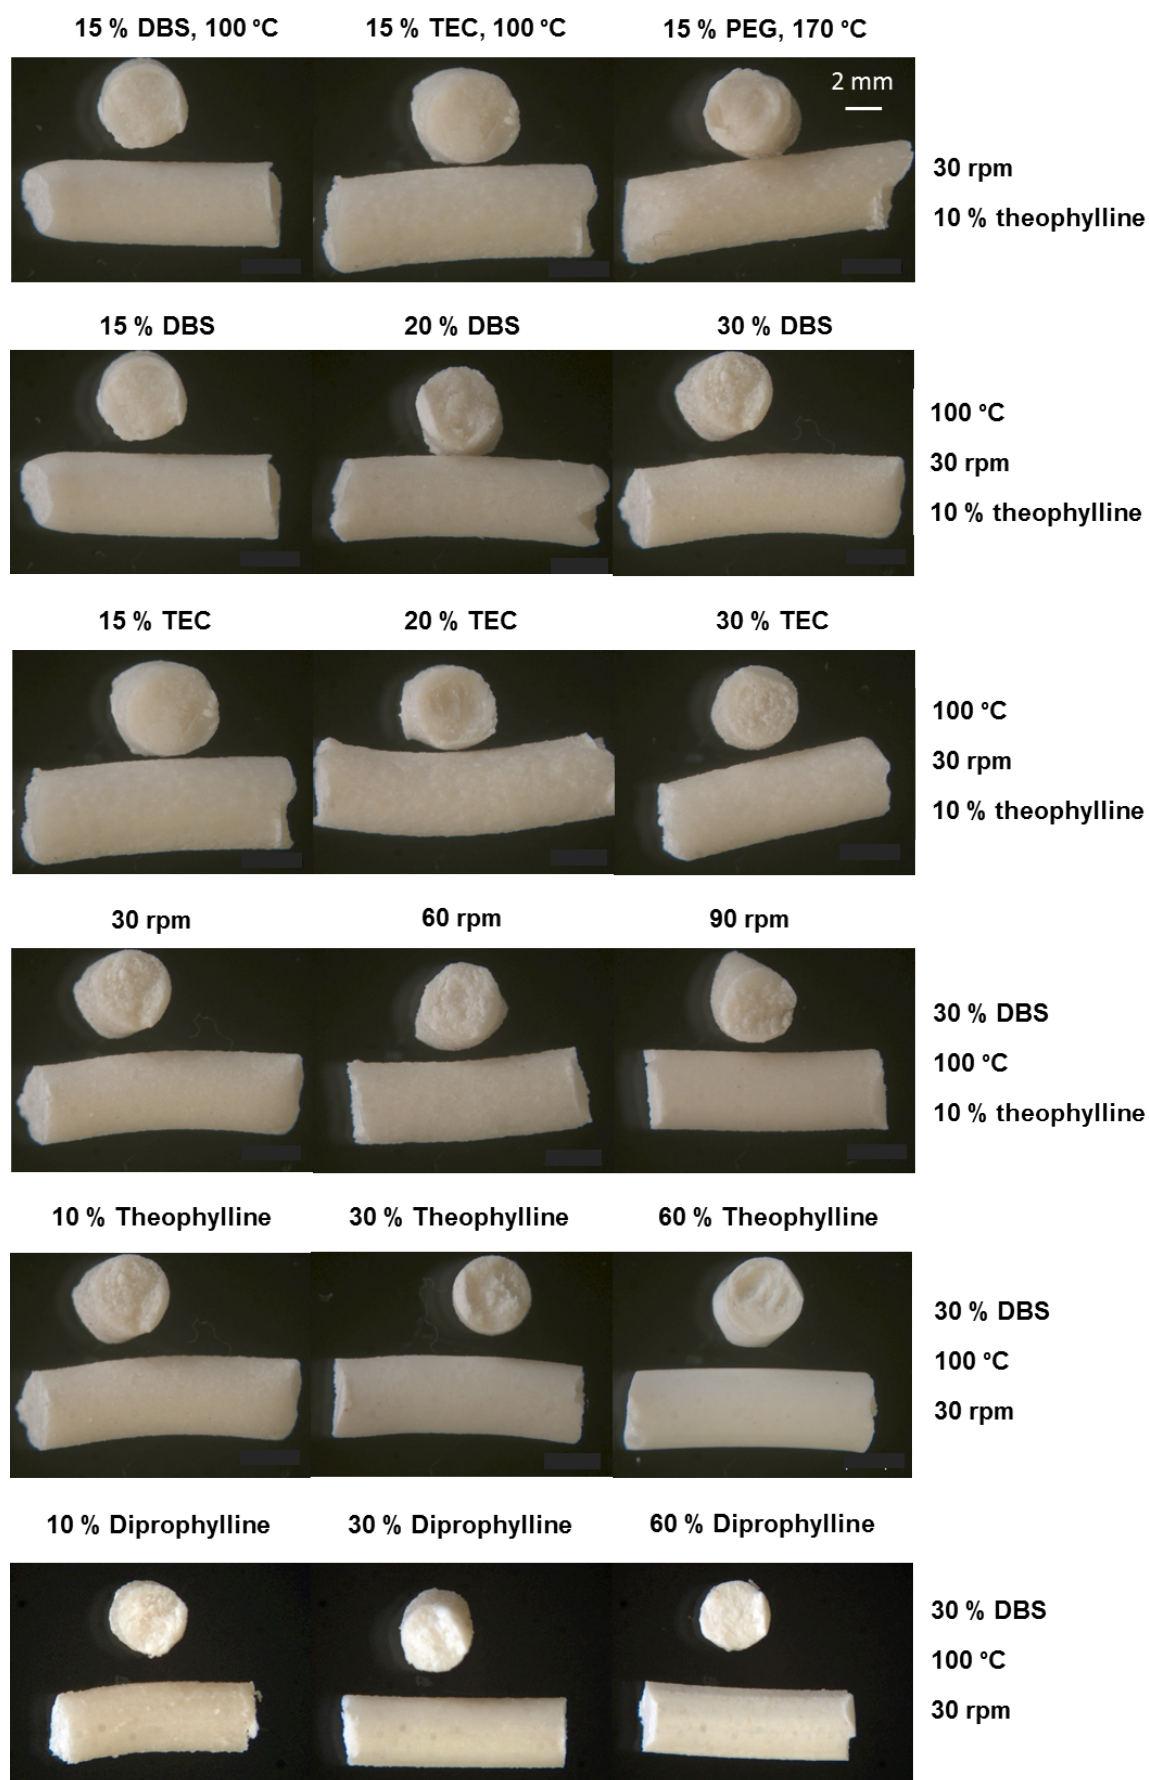 15 % DBS, 100 °C 15 % TEC, 100 °C 15 % PEG, 170 °C
2 mm
30 rpm
10 % theophylline
15 % DBS 20 % DBS 30 % DBS
100 °C
30 rpm
10 % theophylline
15 % TEC 20 % TEC 30 % TEC
100 °C
30 rpm
10 % theophylline
30 rpm 60 rpm 90 rpm
30 % DBS
100 °C
10 % theophylline
10 % Theophylline 30 % Theophylline 60 % Theophylline
30 % DBS
100 °C
30 rpm
10 % Diprophylline 30 % Diprophylline 60 % Diprophylline
30 % DBS
100 °C
30 rpm